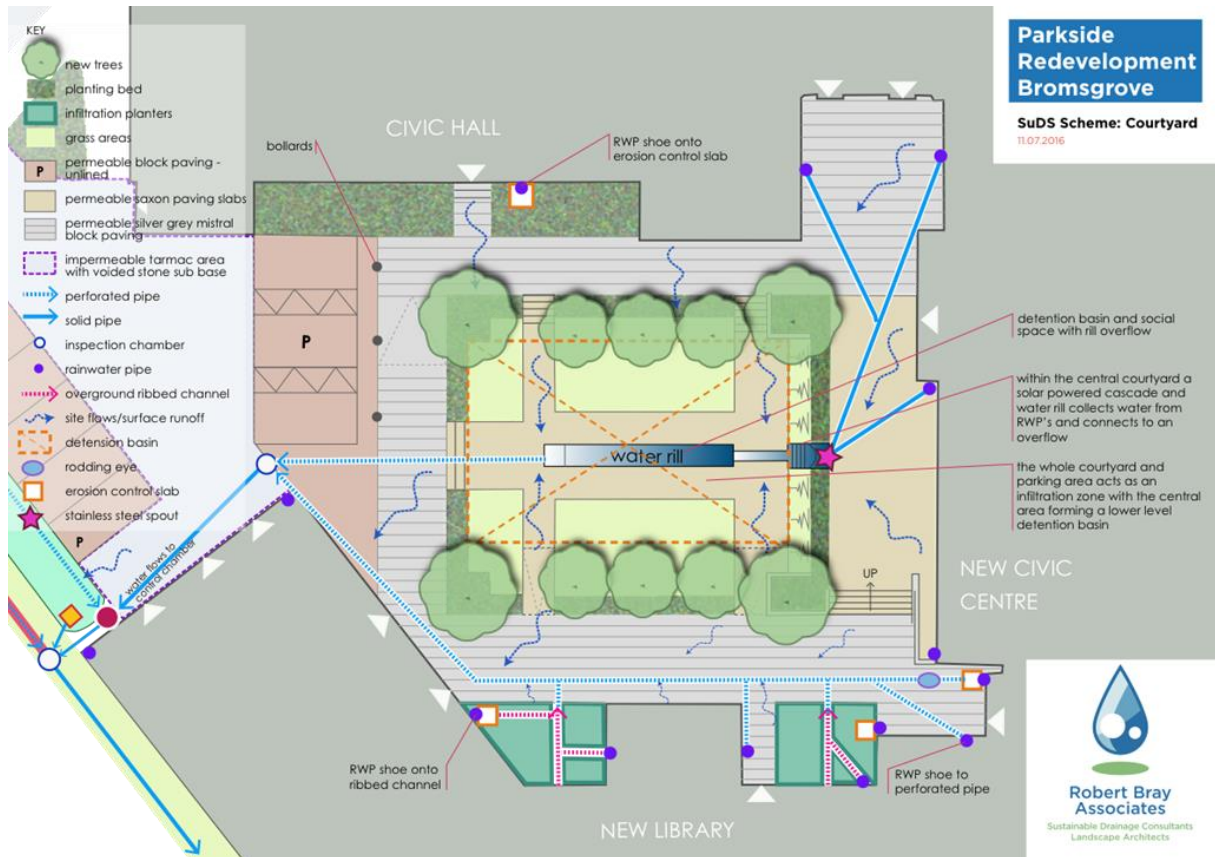 KEY
new trees
planting bed
infiltration planters
grass areas
P
permeable block paving -
unlined
permeable saxon paving slabs
permeable silver grey mistral
block paving
impermeable tarmac area
with voided stone sub base
perforated pipe
solid pipe
inspection chamber
rainwater pipe
overground ribbed channel
site flows/surface runoff
detension basin
rodding eye
erosion control slab
stainless steel spout
P
Parkside
Redevelopment
Bromsgrove
SuDS Scheme: Courtyard
11.07.2016
CIVIC HALL
bollards
RWP shoe onto
erosion control slab
P
water rill
detention basin and social
space with rill overflow
within the central courtyard a
solar powered cascade and
water rill collects water from
RWP's and connects to an
overflow
the whole courtyard and
parking area acts as an
infiltration zone with the central
area forming a lower level
detention basin
water flows to
control chamber
UP
NEW CIVIC
CENTRE
RWP shoe onto
ribbed channel
RWP shoe to
perforated pipe
NEW LIBRARY
Robert Bray
Associates
Sustainable Drainage Consultants
Landscape Architects